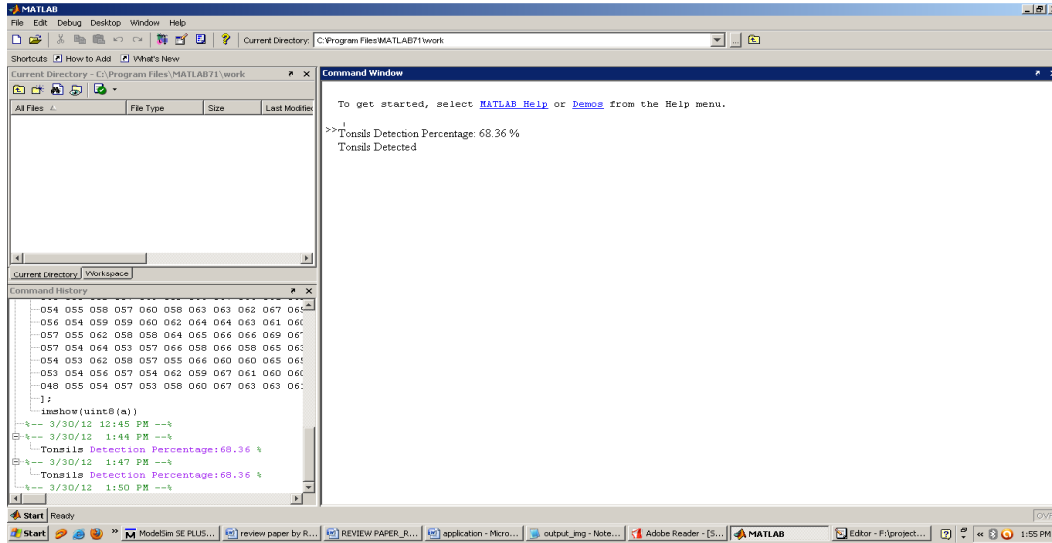 MATLAB
File Edit Debug Desktop Window Help
Current Directory: C:\Program Files\MATLAB71\work
Shortcuts How to Add What's New
Current Directory - C:\Program Files\MATLAB71\work
All Files File Type Size Last Modified
Current Directory Workspace
Command History
054 055 058 057 060 058 063 063 062 067 065
056 054 059 059 060 062 064 064 063 061 060
057 055 062 058 058 064 065 066 066 069 067
057 054 064 053 057 066 058 066 058 065 063
054 053 062 058 057 055 066 060 060 065 065
053 054 056 057 054 062 059 067 061 060 060
048 055 054 057 053 058 060 067 063 063
];
imshow(uint8(a))
%-- 3/30/12 12:45 PM --%
%-- 3/30/12 1:44 PM --%
Tonsils Detection Percentage:68.36 %
%-- 3/30/12 1:47 PM --%
Tonsils Detection Percentage:68.36 %
%-- 3/30/12 1:50 PM --%
Command Window
To get started, select MATLAB Help or Demos from the Help menu.
>> Tonsils Detection Percentage: 68.36 %
Tonsils Detected
Start Ready
OVR
Start ModelSim SE PLUS... review paper by R... REVIEW PAPER_R... application - Micro... output_img - Note... Adobe Reader - [S... MATLAB Editor - F:\project... 1:55 PM